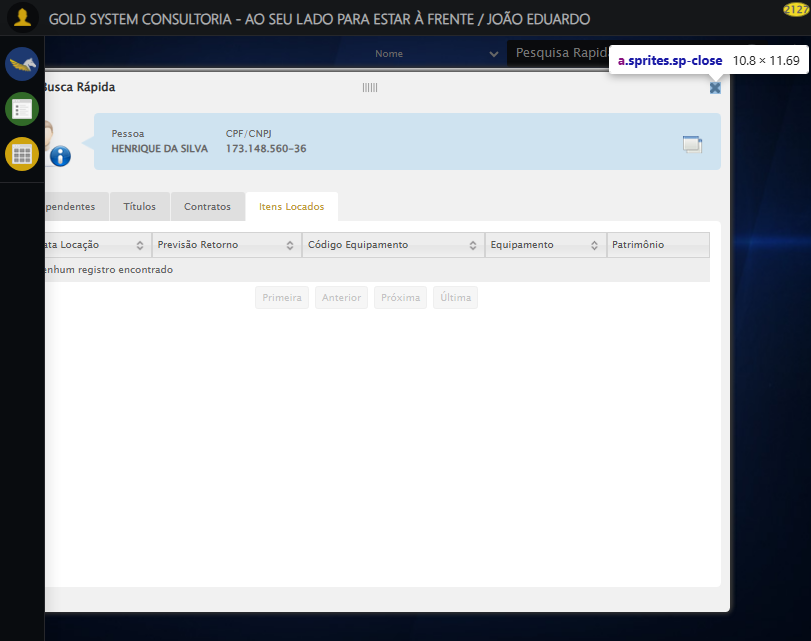 GOLD SYSTEM CONSULTORIA - AO SEU LADO PARA ESTAR À FRENTE / JOÃO EDUARDO
2127
Nome
Pesquisa Rapid
a.sprites.sp-close 10.8 × 11.69
Busca Rápida
Pessoa CPF/CNPJ
HENRIQUE DA SILVA 173.148.560-36
pendentes Títulos Contratos Itens Locados
ata Locação Previsão Retorno Código Equipamento Equipamento Patrimônio
enhum registro encontrado
Primeira Anterior Próxima Última